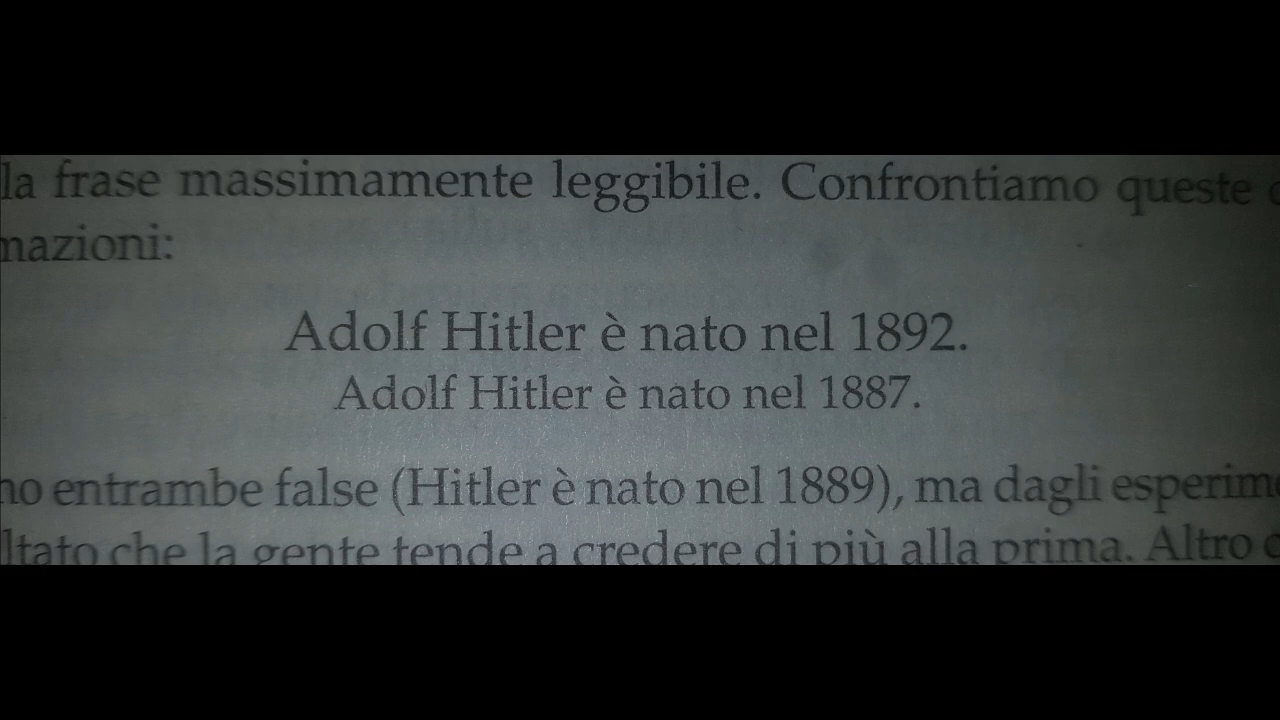 la frase massimamente leggibile. Confrontiamo queste
mazioni:
Adolf Hitler è nato nel 1892.
Adolf Hitler è nato nel 1887.
no entrambe false (Hitler è nato nel 1889), ma dagli esperim
ltato che la gente tende a credere di più alla prima. Altro